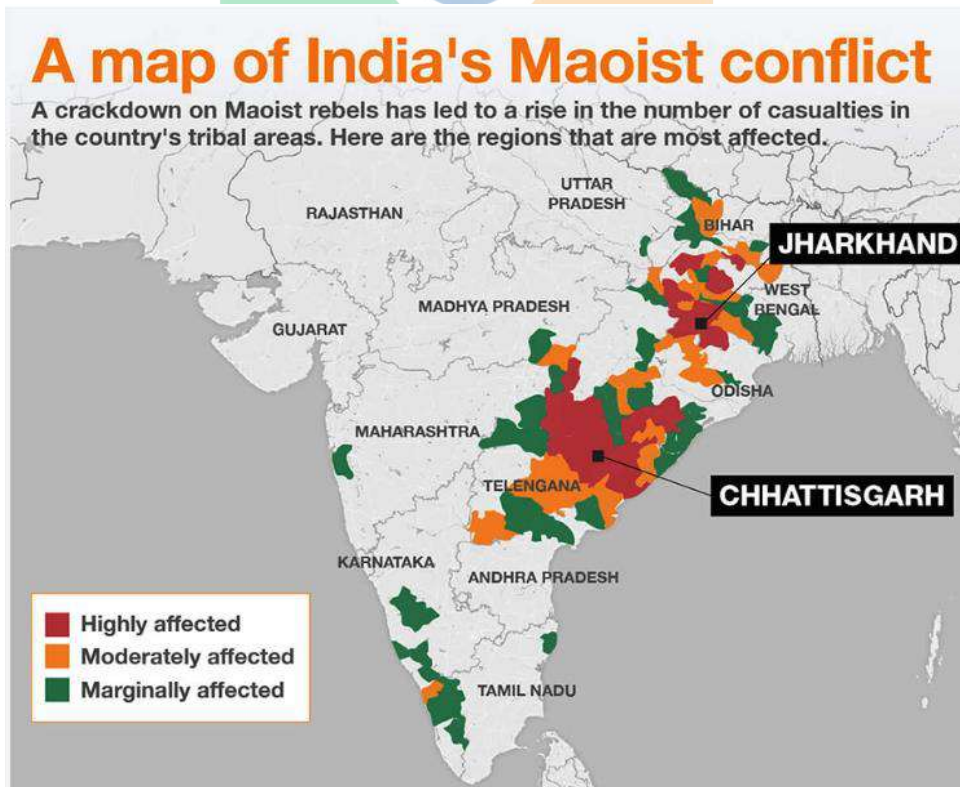 A map of India's Maoist conflict
A crackdown on Maoist rebels has led to a rise in the number of casualties in
the country's tribal areas. Here are the regions that are most affected.
UTTAR
PRADESH
RAJASTHAN
BIHAR
JHARKHAND
WEST
BENGAL
MADHYA PRADESH
GUJARAT
ODISHA
MAHARASHTRA
TELENGANA
CHHATTISGARH
KARNATAKA
ANDHRA PRADESH
Highly affected
Moderately affected
Marginally affected
TAMIL NADU